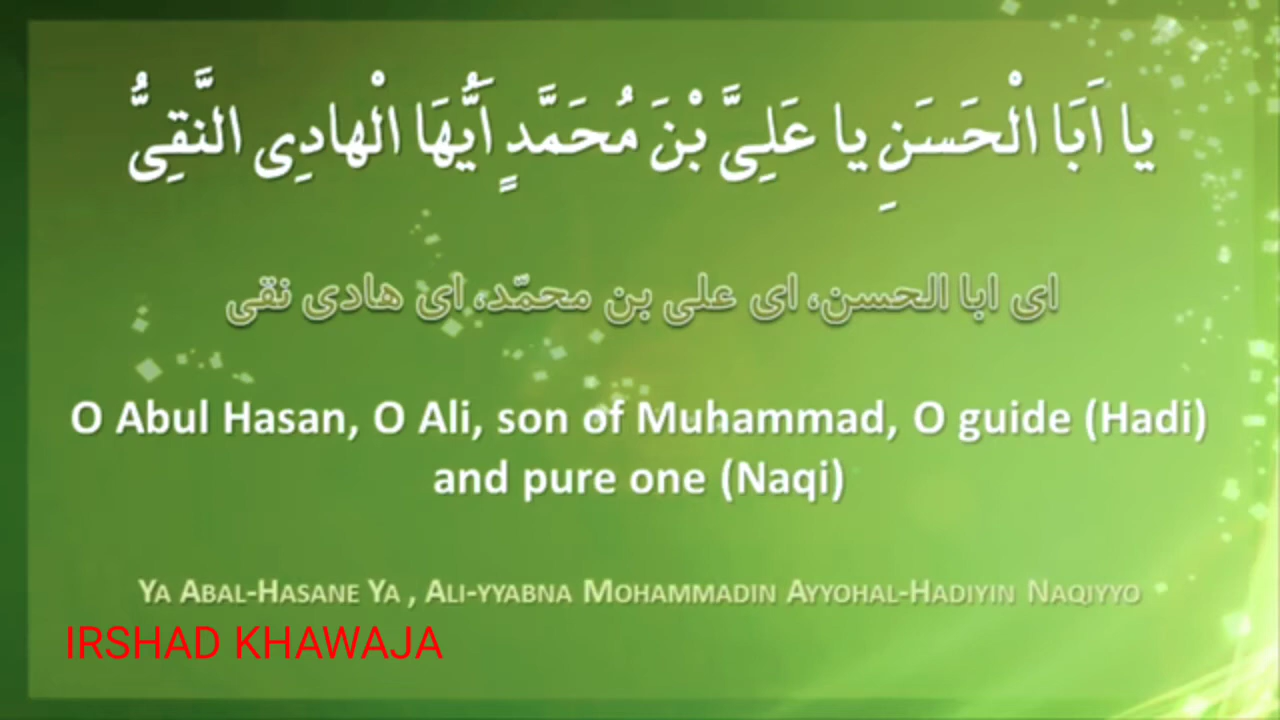 يا اَبَا الْحَسَنِ يا عَلِىَّ بْنَ مُحَمَّدٍ اَيُّهَا الْهادِى النَّقِىُّ
ای ابا الحسن، ای علی بن محمّد، ای هادی نقی
O Abul Hasan, O Ali, son of Muhammad, O guide (Hadi)
and pure one (Naqi)
YA ABAL-HASANE YA , ALI-YYABNA MOHAMMADIN AYYOHAL-HADIYIN NAQIYYO
IRSHAD KHAWAJA